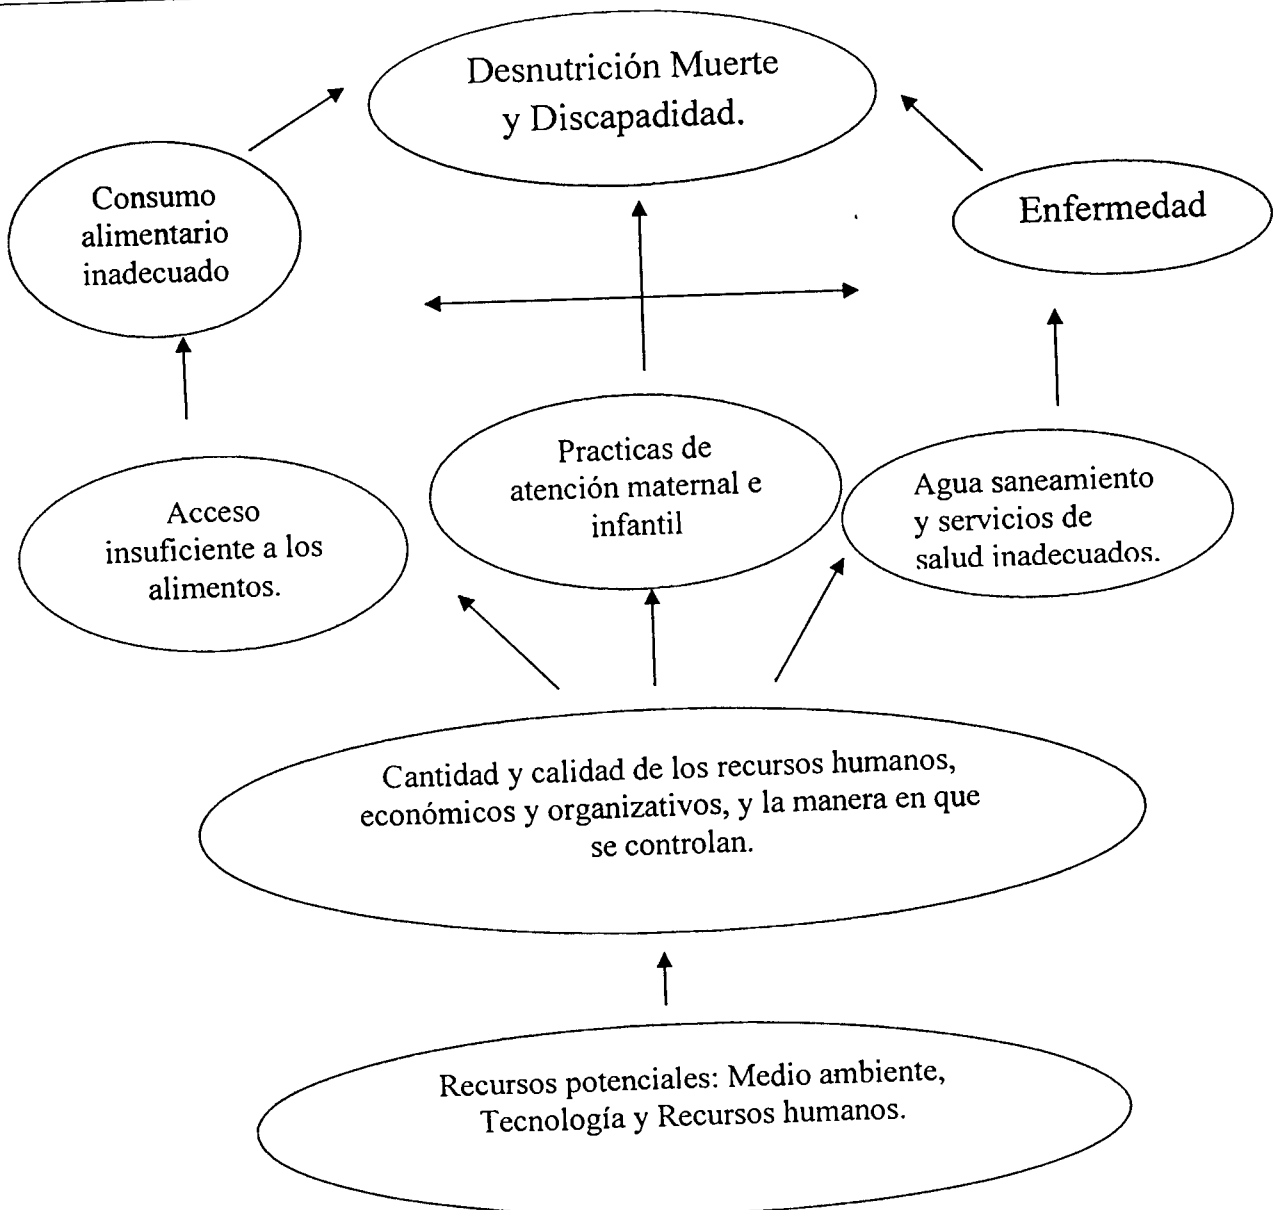 Desnutrición Muerte
y Discapadidad.
Consumo
alimentario
inadecuado
Enfermedad
Acceso
insuficiente a los
alimentos.
Practicas de
atención maternal e
infantil
Agua saneamiento
y servicios de
salud inadecuados.
Cantidad y calidad de los recursos humanos,
económicos y organizativos, y la manera en que
se controlan.
Recursos potenciales: Medio ambiente,
Tecnología y Recursos humanos.